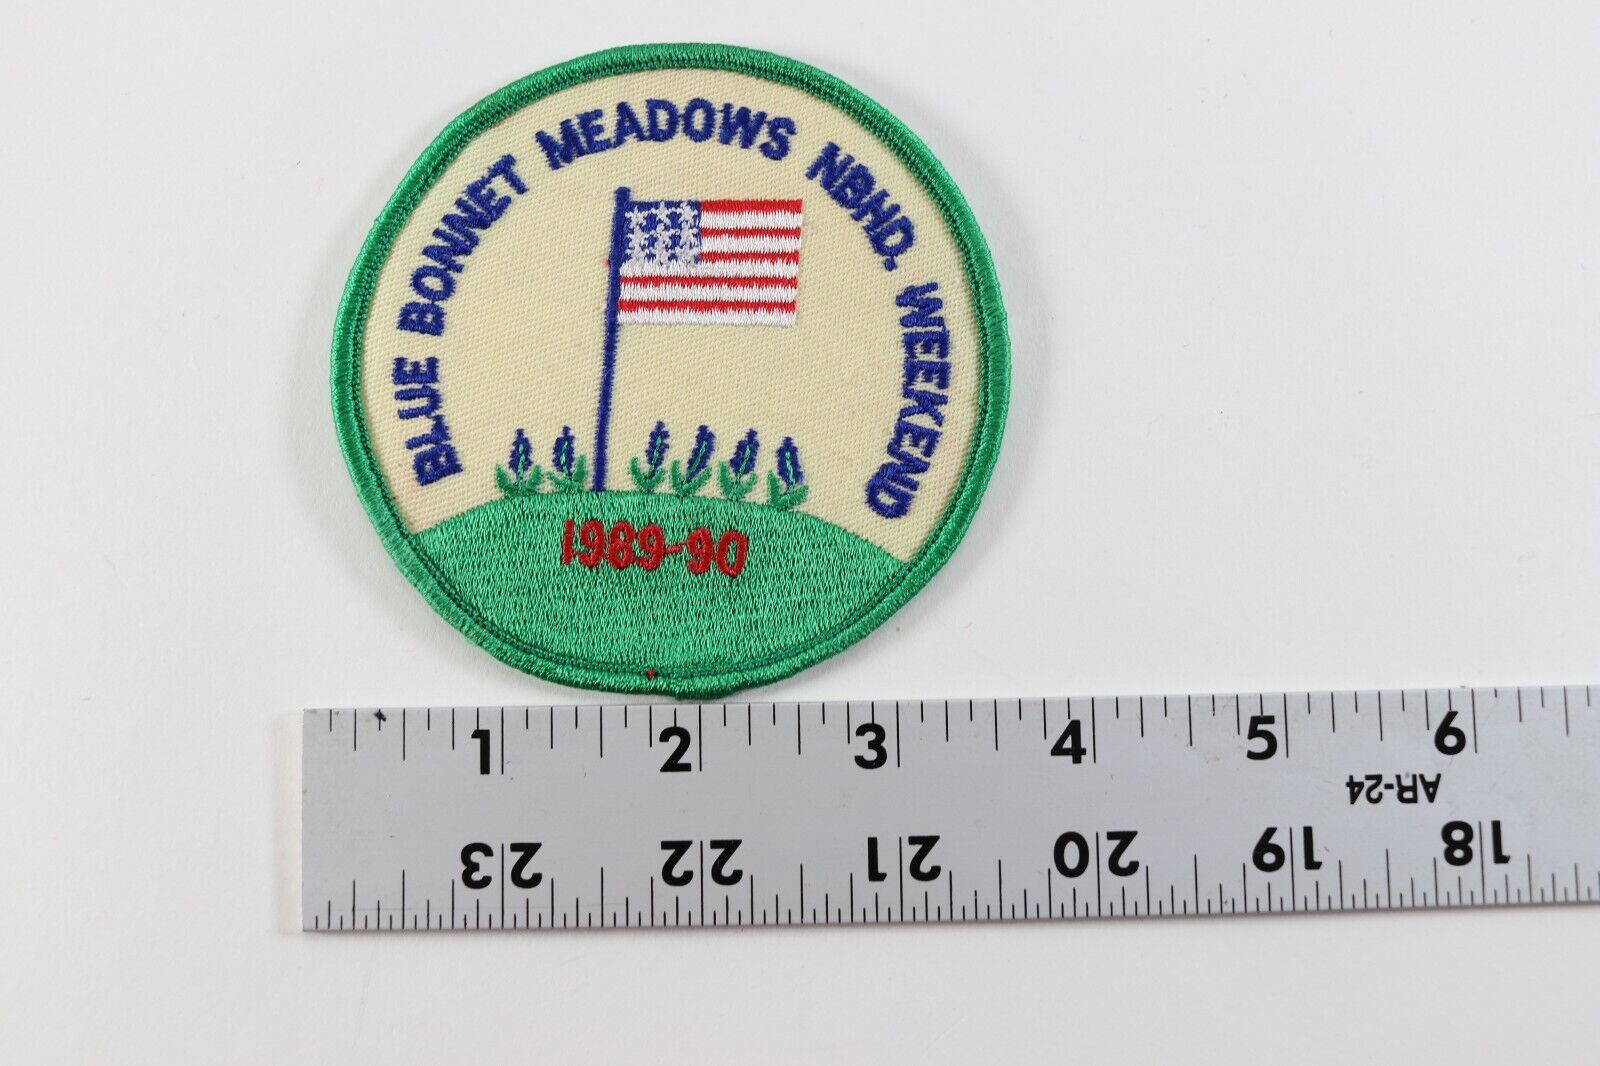 BLUE BONNET MEADOWS NBHD. WEEKEND
1989-90
1 2 3 4 5 6
AR-24
23 22 21 20 19 18